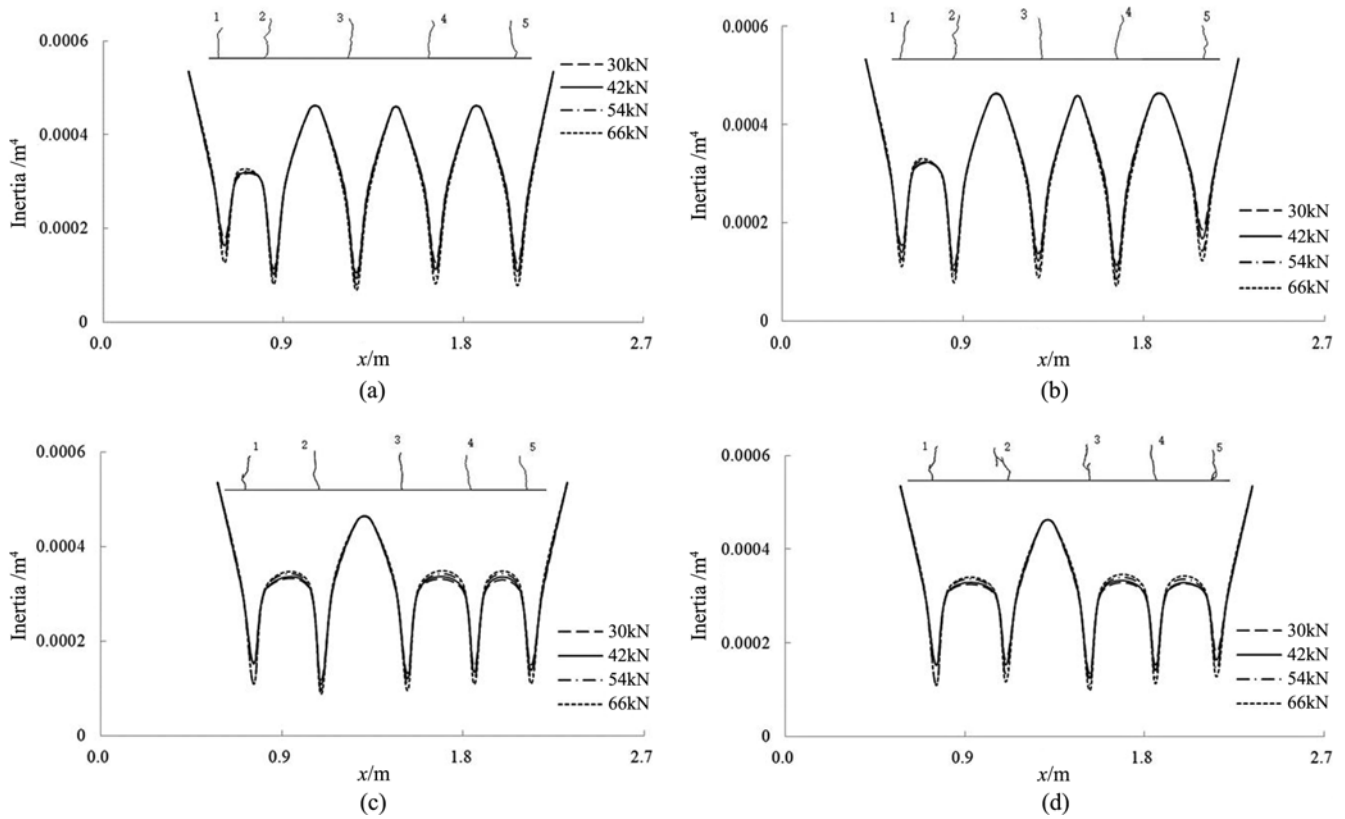 1 2 3 4 5
0.0006
0.0004
0.0002
0
Inertia /m⁴
30kN
42kN
54kN
66kN
0.0 0.9 1.8 2.7
x/m
(a)
1 2 3 4 5
0.0006
0.0004
0.0002
0
Inertia /m⁴
30kN
42kN
54kN
66kN
0.0 0.9 1.8 2.7
x/m
(b)
1 2 3 4 5
0.0006
0.0004
0.0002
0
Inertia /m⁴
30kN
42kN
54kN
66kN
0.0 0.9 1.8 2.7
x/m
(c)
1 2 3 4 5
0.0006
0.0004
0.0002
0
Inertia /m⁴
30kN
42kN
54kN
66kN
0.0 0.9 1.8 2.7
x/m
(d)